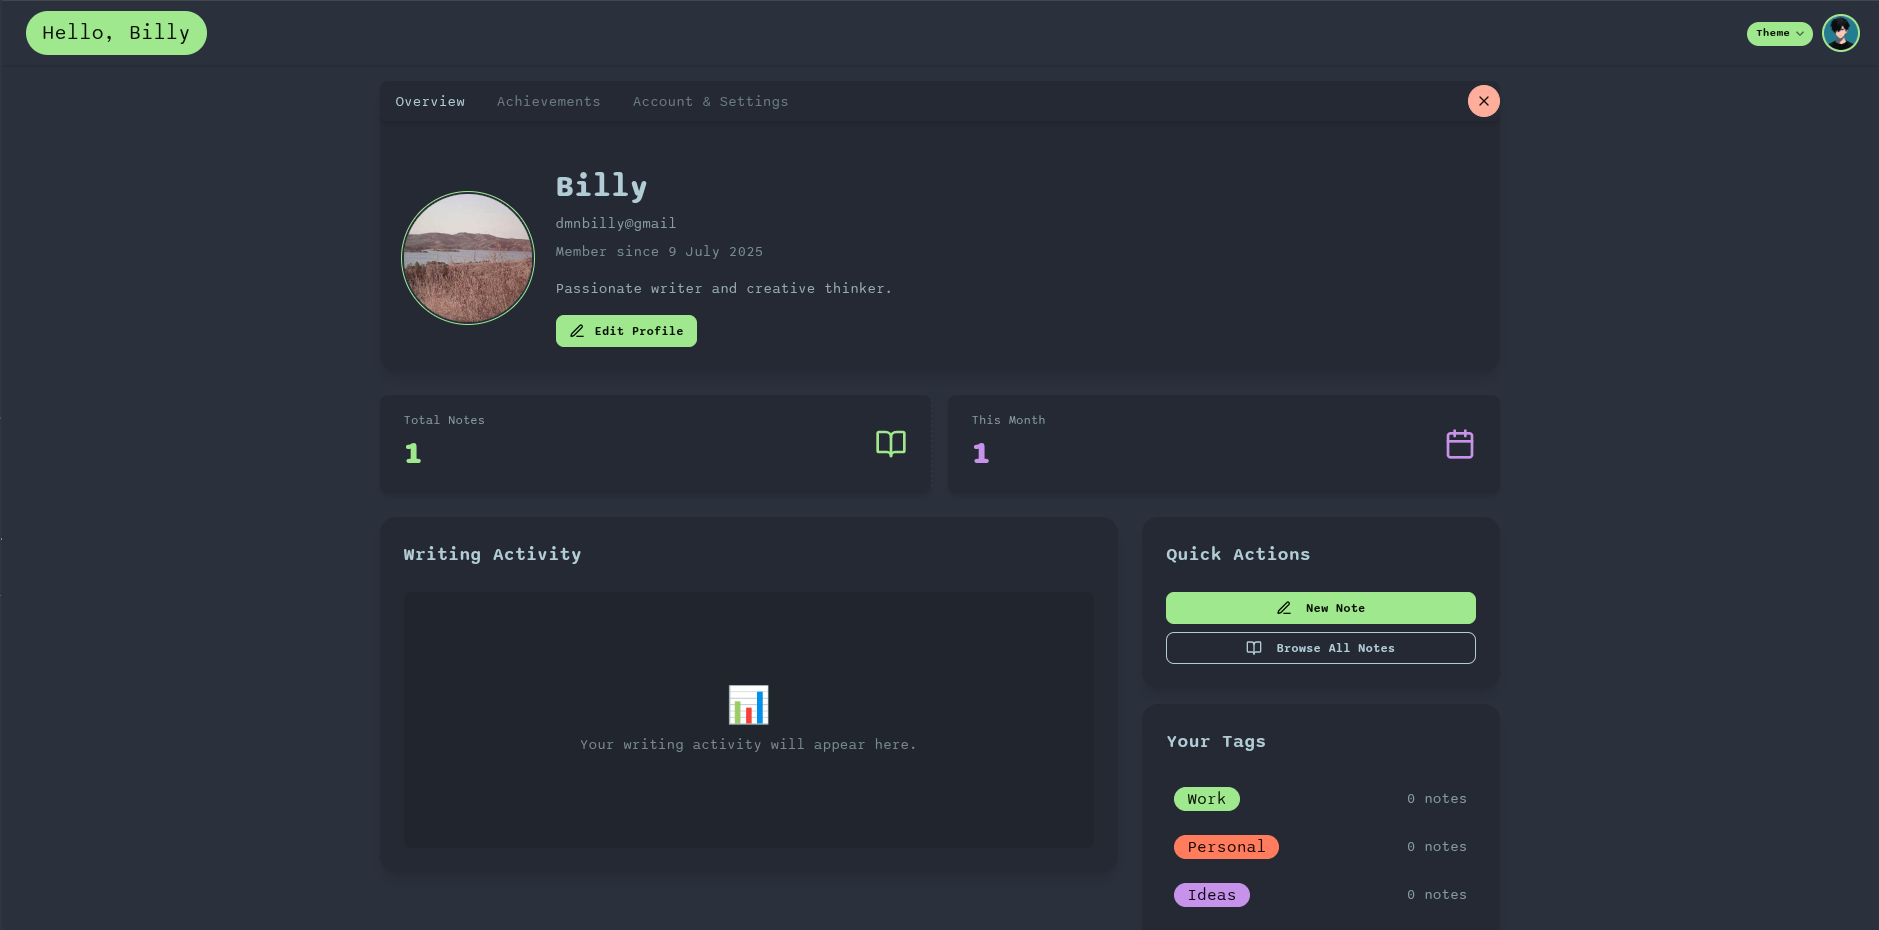 Hello, Billy
Theme
Overview
Achievements
Account & Settings
Billy
dmnbilly@gmail
Member since 9 July 2025
Passionate writer and creative thinker.
Edit Profile
Total Notes
1
This Month
1
Writing Activity
Your writing activity will appear here.
Quick Actions
New Note
Browse All Notes
Your Tags
Work
0 notes
Personal
0 notes
Ideas
0 notes